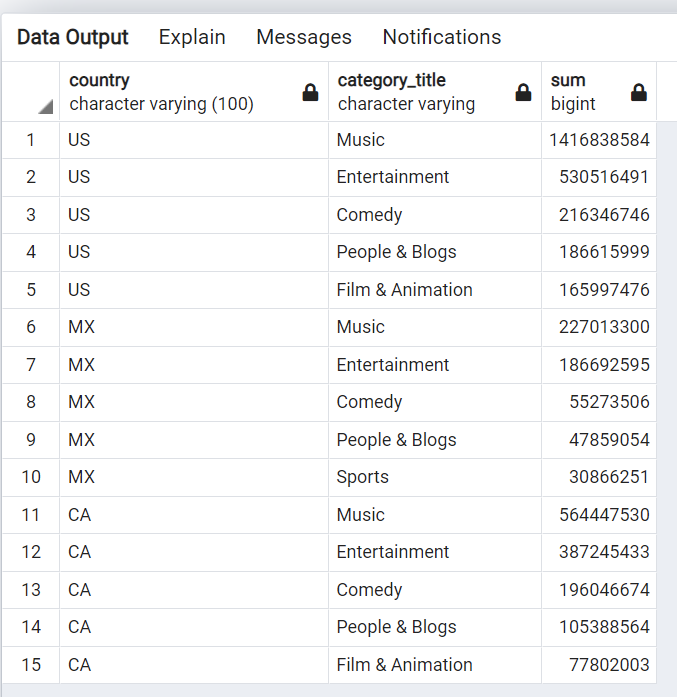 Data Output Explain Messages Notifications
country category_title sum
character varying (100) character varying bigint
1 US Music 1416838584
2 US Entertainment 530516491
3 US Comedy 216346746
4 US People & Blogs 186615999
5 US Film & Animation 165997476
6 MX Music 227013300
7 MX Entertainment 186692595
8 MX Comedy 55273506
9 MX People & Blogs 47859054
10 MX Sports 30866251
11 CA Music 564447530
12 CA Entertainment 387245433
13 CA Comedy 196046674
14 CA People & Blogs 105388564
15 CA Film & Animation 77802003